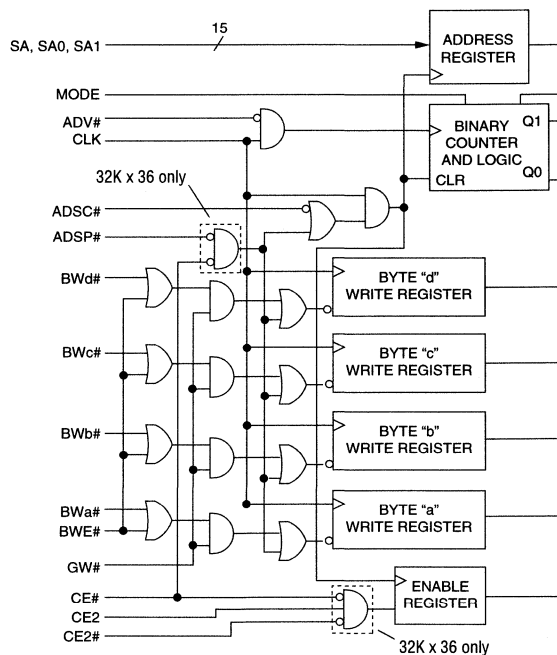 15
SA, SA0, SA1
ADDRESS
REGISTER
MODE
ADV#
CLK
BINARY
COUNTER
AND LOGIC
Q1
Q0
CLR
32K x 36 only
ADSC#
ADSP#
BWd#
BYTE "d"
WRITE REGISTER
BWc#
BYTE "c"
WRITE REGISTER
BWb#
BYTE "b"
WRITE REGISTER
BWa#
BWE#
BYTE "a"
WRITE REGISTER
GW#
CE#
CE2
CE2#
ENABLE
REGISTER
32K x 36 only